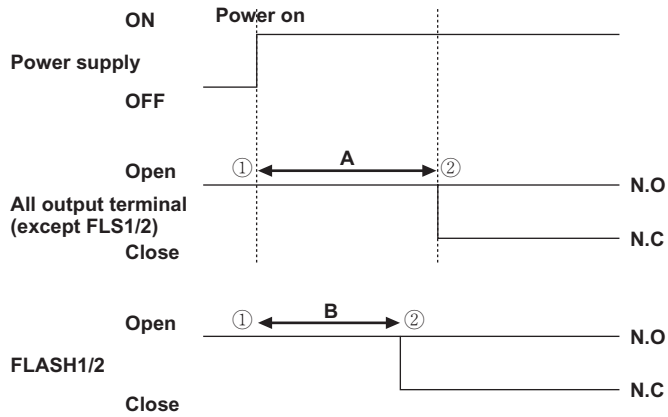 ON
Power on
Power supply
OFF
Open
①
A
②
N.O
All output terminal
(except FLS1/2)
N.C
Close
Open
①
B
②
N.O
FLASH1/2
N.C
Close